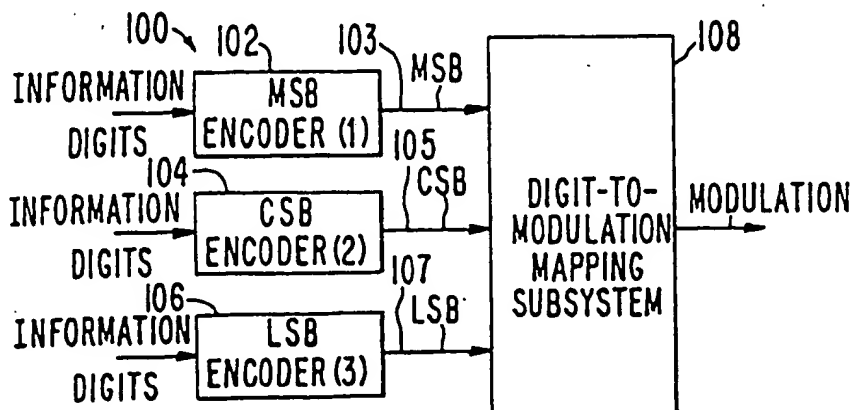 100
102
103
108
INFORMATION
DIGITS
MSB
ENCODER (1)
MSB
104
105
INFORMATION
DIGITS
CSB
ENCODER (2)
CSB
DIGIT-TO-
MODULATION
MAPPING
SUBSYSTEM
MODULATION
106
107
INFORMATION
DIGITS
LSB
ENCODER (3)
LSB